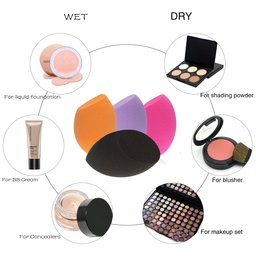 WET
DRY
For liquid foundation
For shading powder
For BB Cream
For blusher
For Concealers
For makeup set